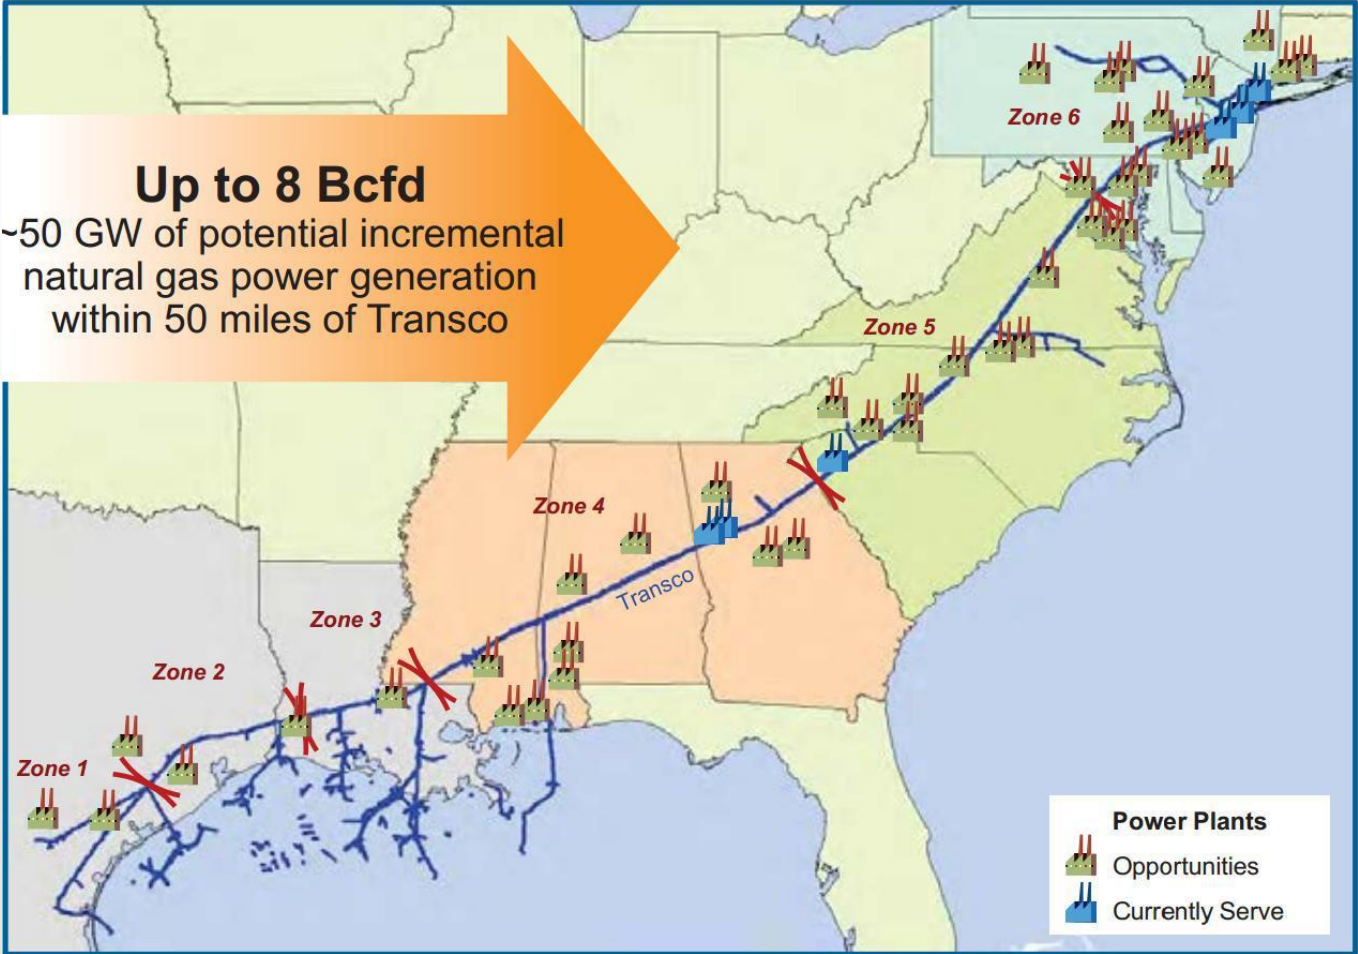 Up to 8 Bcfd
~50 GW of potential incremental
natural gas power generation
within 50 miles of Transco
Zone 6
Zone 5
Zone 4
Transco
Zone 3
Zone 2
Zone 1
Power Plants
Opportunities
Currently Serve